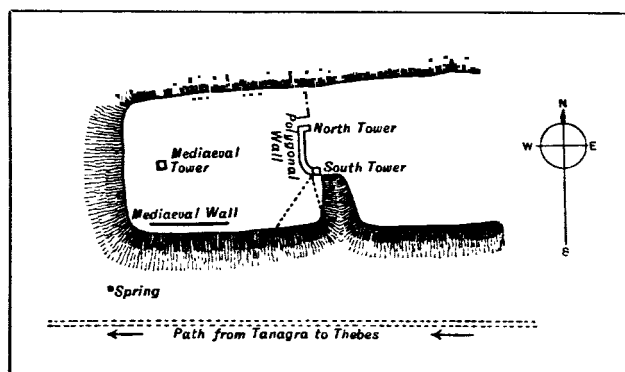 N
North Tower
Polygonal
Wall
Mediaeval
Tower
W E
South Tower
Mediaeval Wall
S
Spring
Path from Tanagra to Thebes